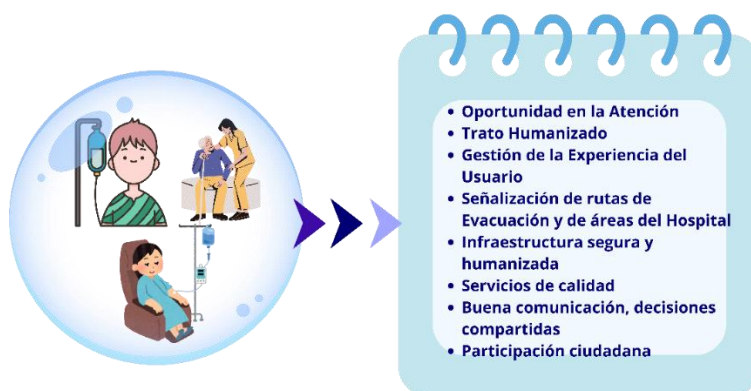 • Oportunidad en la Atención
• Trato Humanizado
• Gestión de la Experiencia del
Usuario
• Señalización de rutas de
Evacuación y de áreas del Hospital
• Infraestructura segura y
humanizada
• Servicios de calidad
• Buena comunicación, decisiones
compartidas
• Participación ciudadana